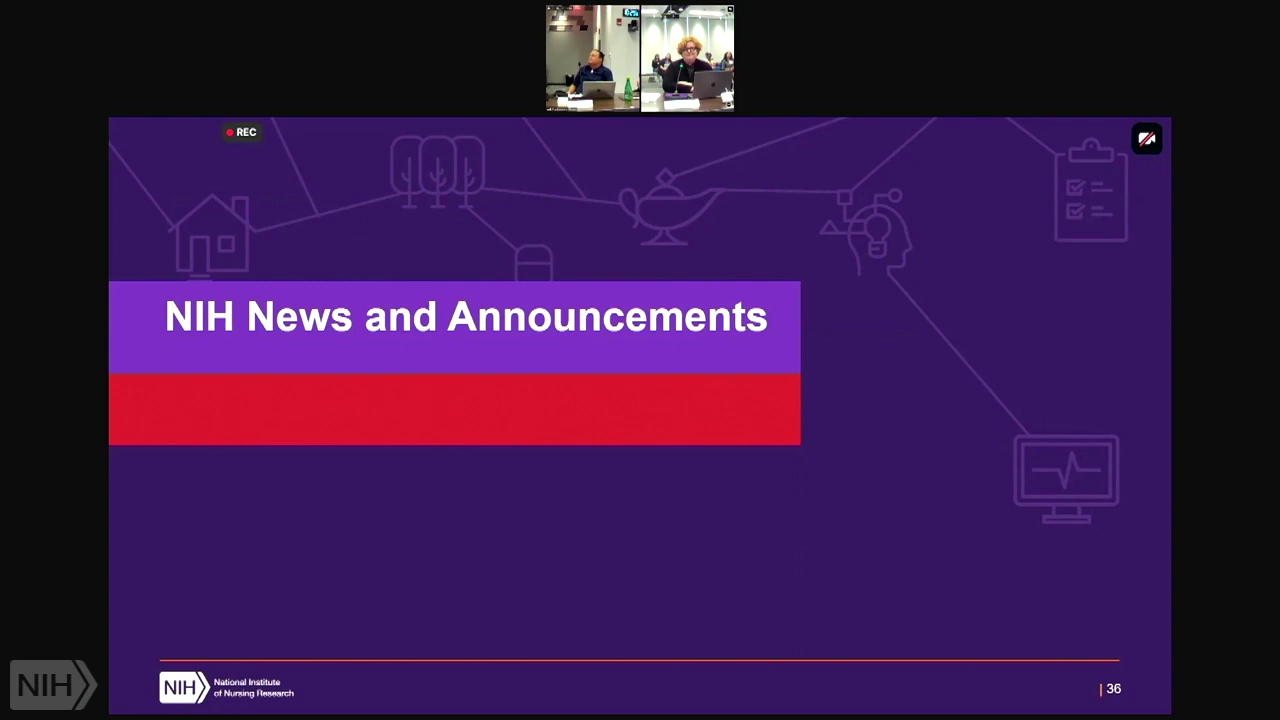 REC
NIH News and Announcements
NIH
National Institute
of Nursing Research
| 36
NIH